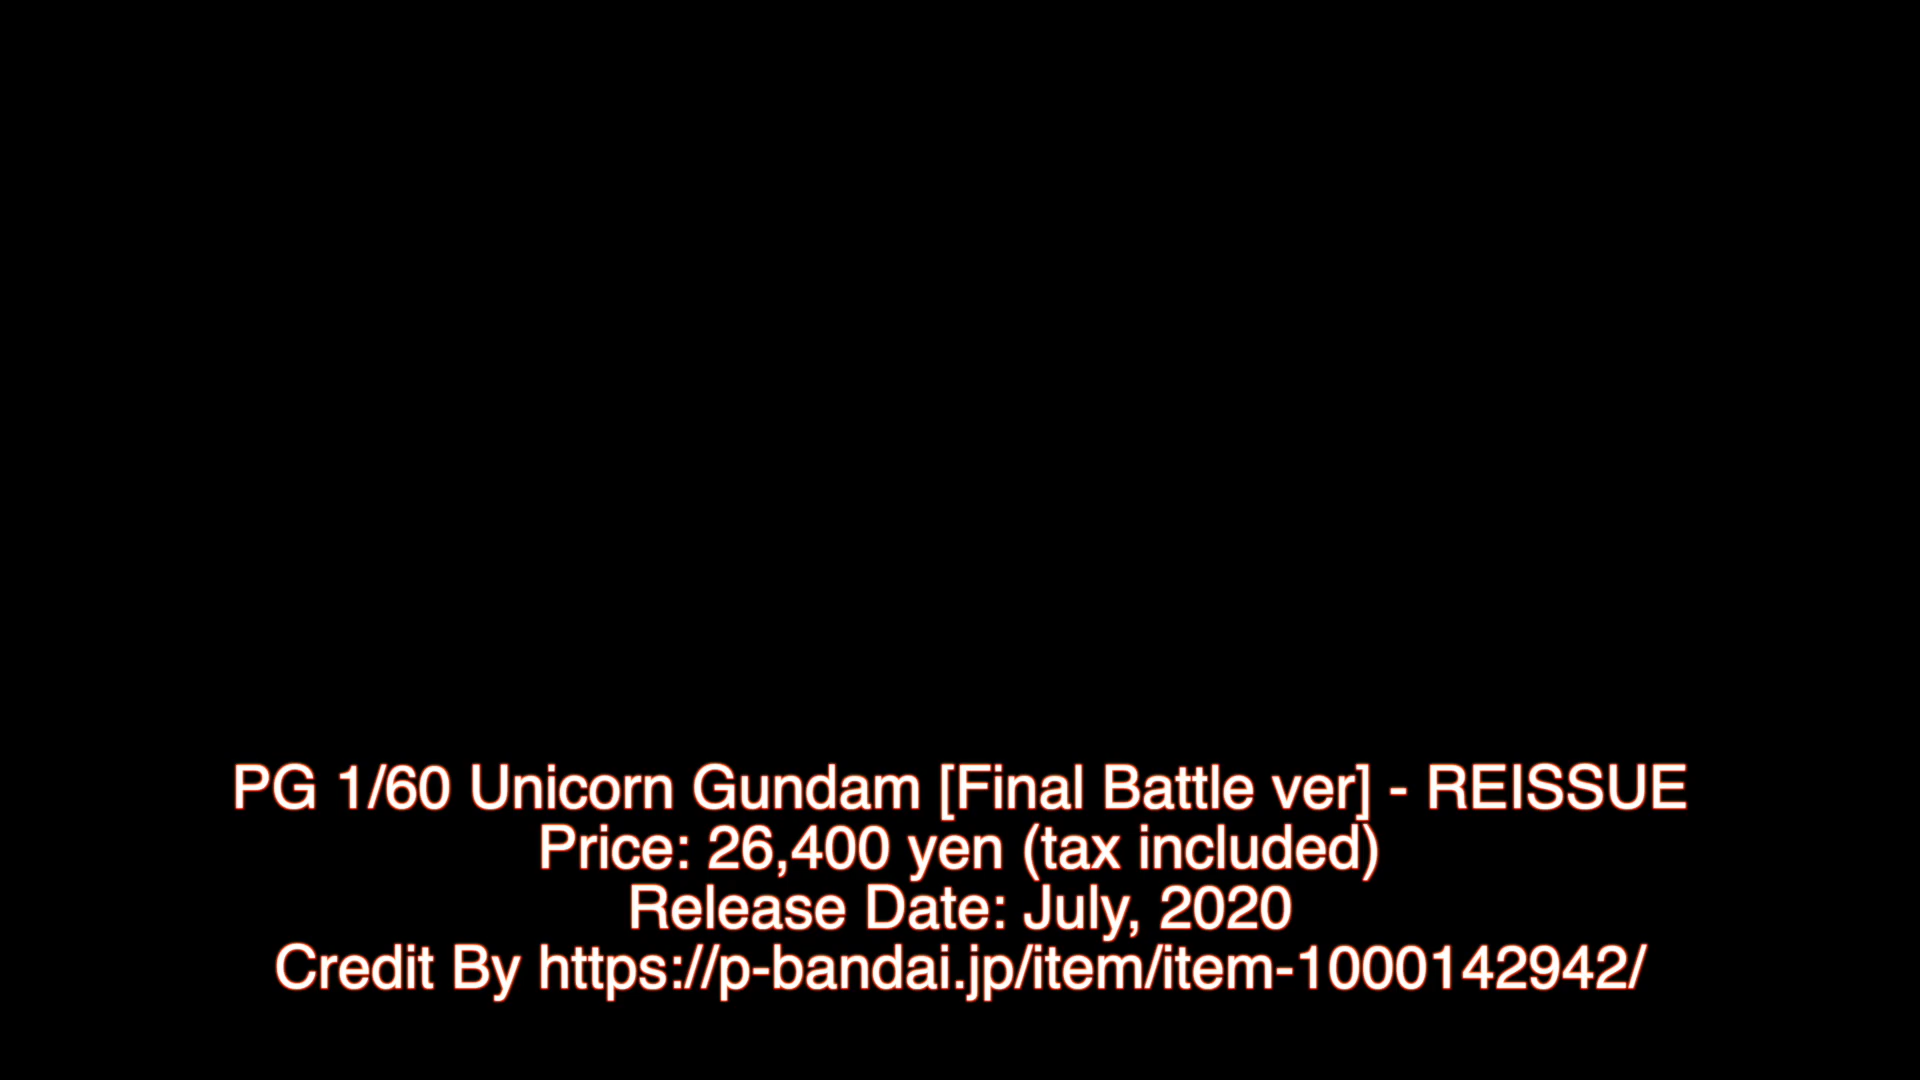 PG 1/60 Unicorn Gundam [Final Battle ver] - REISSUE
Price: 26,400 yen (tax included)
Release Date: July, 2020
Credit By https://p-bandai.jp/item/item-1000142942/